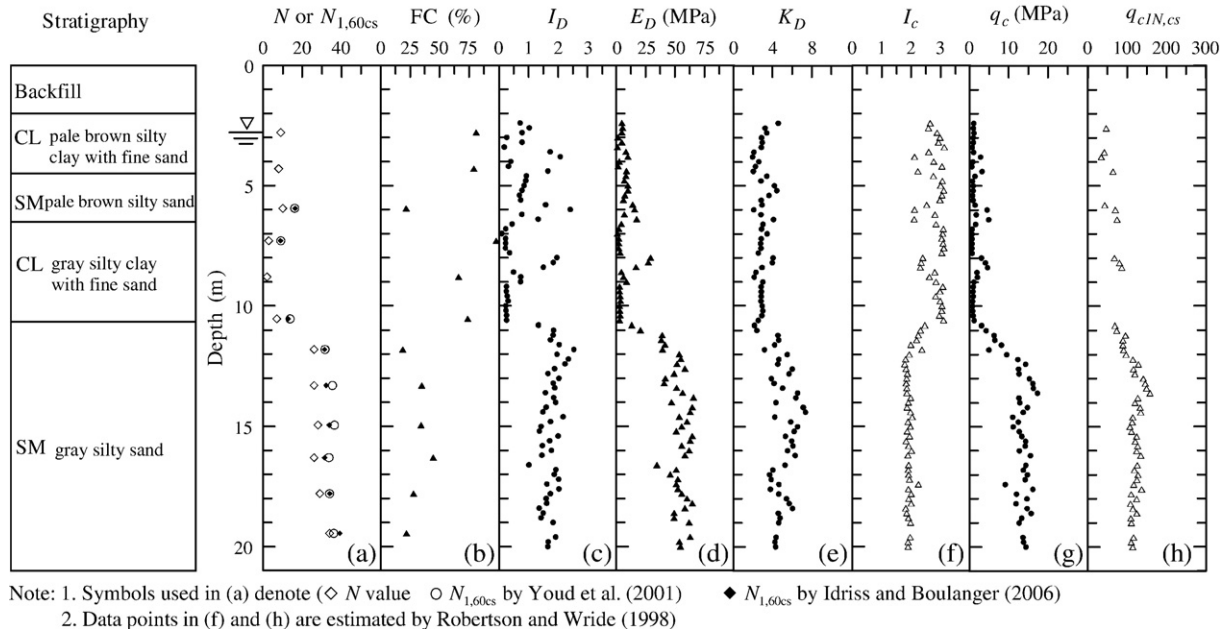 Stratigraphy
N or N1,60cs
FC (%)
ID
ED (MPa)
KD
Ic
qc (MPa)
qc1N,cs
0 20 40 60
0 25 50 75
0 1 2 3
0 25 50 75
0 4 8
0 1 2 3
0 10 20
0 100 200 300
Depth (m)
0
5
10
15
20
Backfill
CL pale brown silty
clay with fine sand
SM pale brown silty sand
CL gray silty clay
with fine sand
SM gray silty sand
(a) (b) (c) (d) (e) (f) (g) (h)
Note: 1. Symbols used in (a) denote (◇ N value ○ N1,60cs by Youd et al. (2001) ◆ N1,60cs by Idriss and Boulanger (2006)
2. Data points in (f) and (h) are estimated by Robertson and Wride (1998)